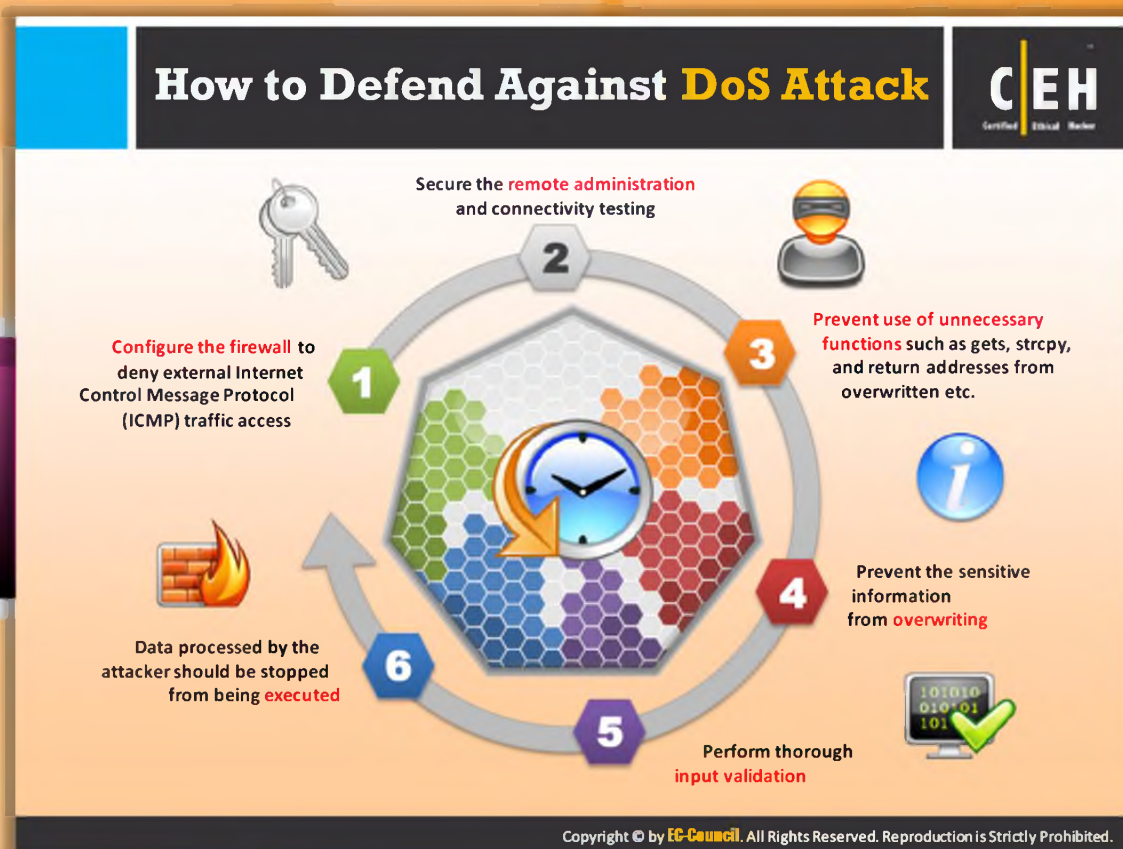 How to Defend Against DoS Attack
C EH
Certified Ethical Hacker
Secure the remote administration
and connectivity testing
2
Configure the firewall to
deny external Internet
Control Message Protocol
(ICMP) traffic access
1
3
Prevent use of unnecessary
functions such as gets, strcpy,
and return addresses from
overwritten etc.
4
Prevent the sensitive
information
from overwriting
Data processed by the
attacker should be stopped
from being executed
6
5
Perform thorough
input validation
101010
010101
101
Copyright © by EC-Council. All Rights Reserved. Reproduction is Strictly Prohibited.